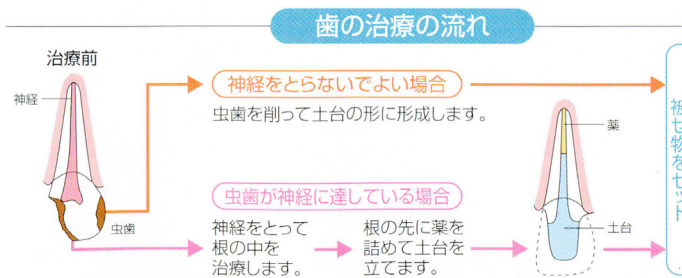 歯の治療の流れ
治療前
神経
虫歯
神経をとらないでよい場合
虫歯を削って土台の形に形成します。
虫歯が神経に達している場合
神経をとって
根の中を
治療します。
根の先に薬を
詰めて土台を
立てます。
薬
土台
被せ物をセット